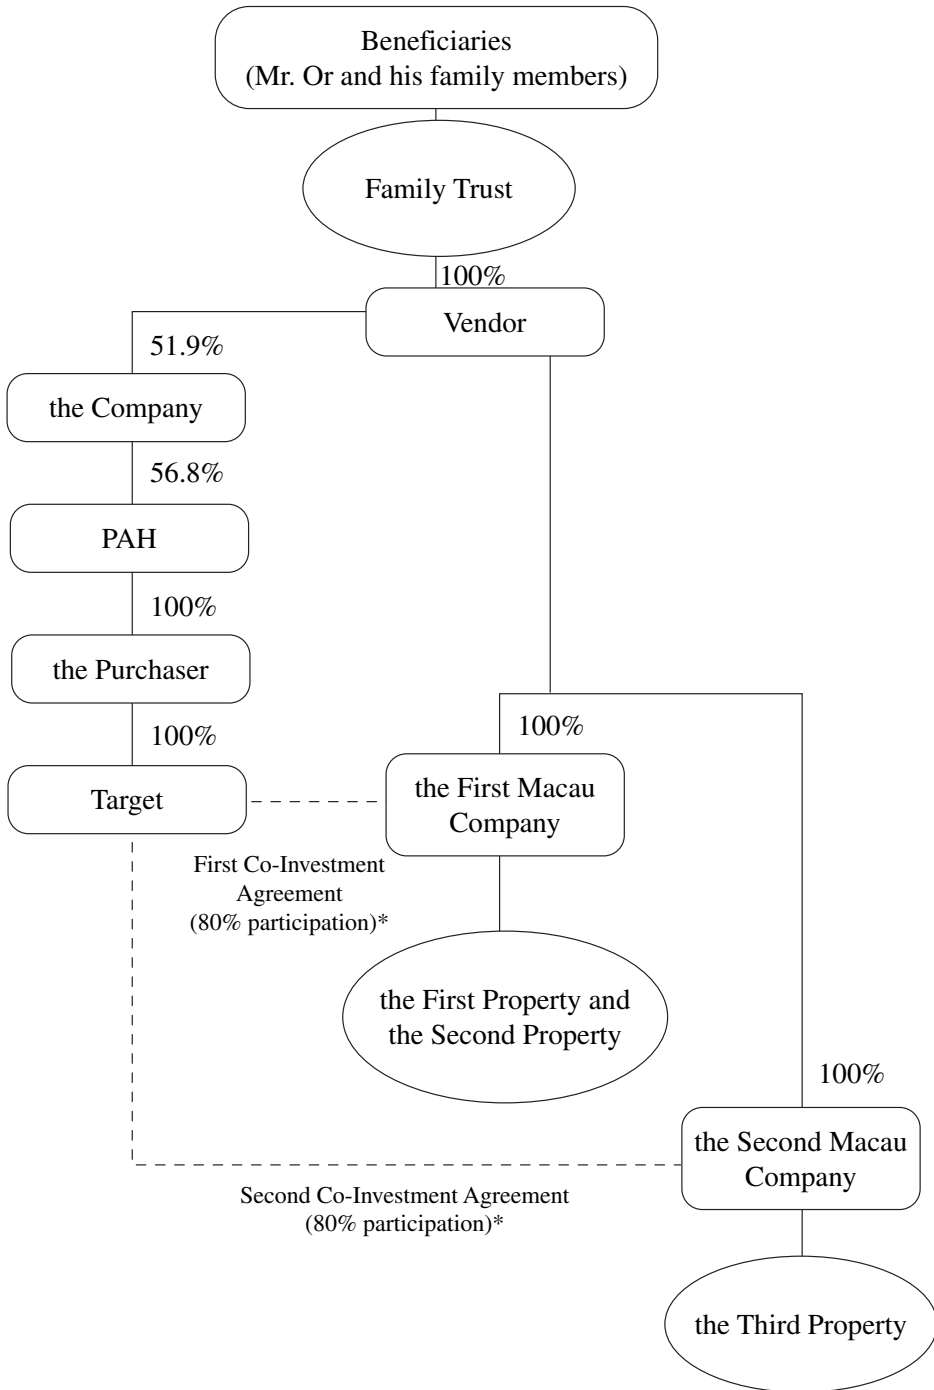 Beneficiaries
(Mr. Or and his family members)
Family Trust
100%
Vendor
51.9%
the Company
56.8%
PAH
100%
the Purchaser
100%
100%
Target
the First Macau
Company
First Co-Investment
Agreement
(80% participation)*
the First Property and
the Second Property
100%
the Second Macau
Company
Second Co-Investment Agreement
(80% participation)*
the Third Property